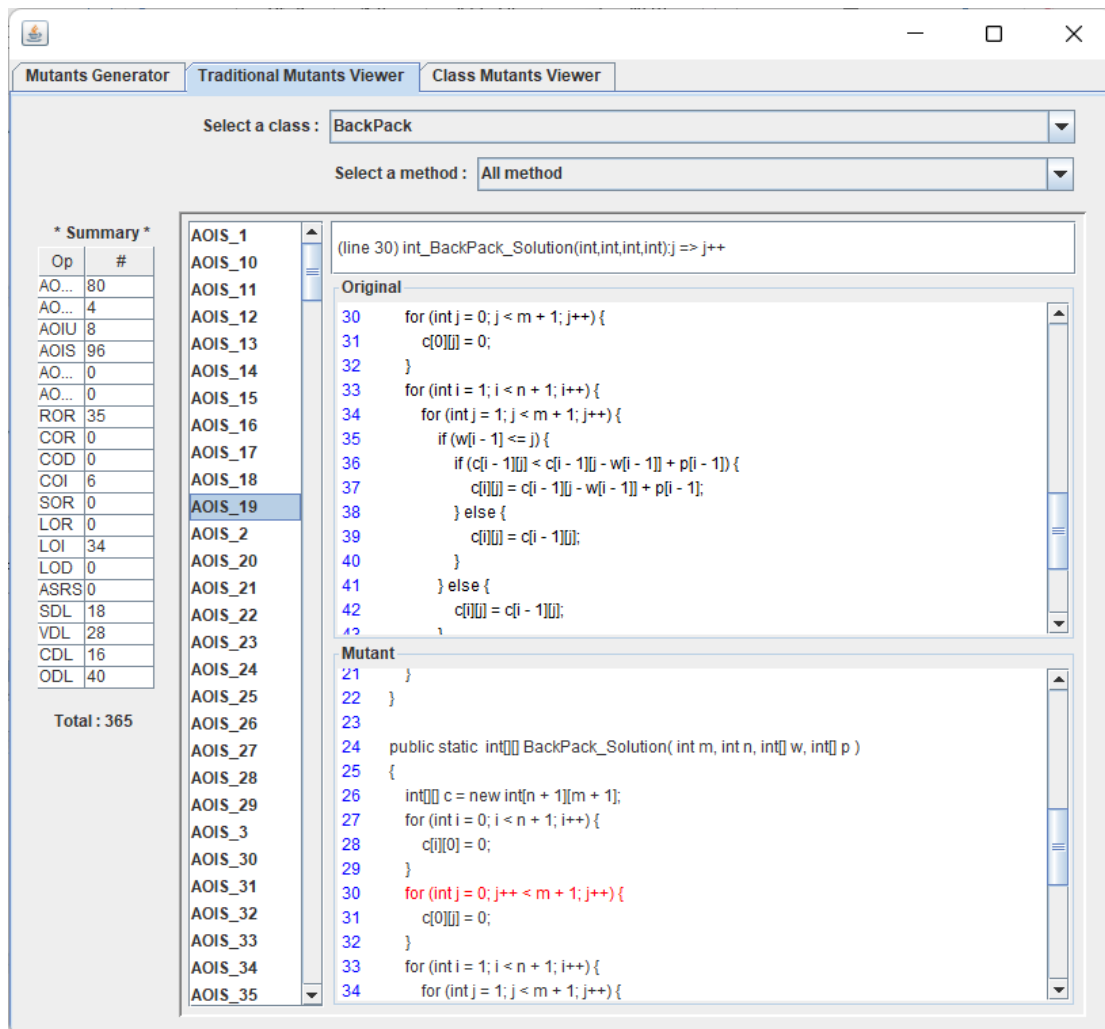 Mutants Generator Traditional Mutants Viewer Class Mutants Viewer
Select a class : BackPack
Select a method : All method
* Summary *
Op #
AO... 80
AO... 4
AOIU 8
AOIS 96
AO... 0
AO... 0
ROR 35
COR 0
COD 0
COI 6
SOR 0
LOR 0
LOI 34
LOD 0
ASRS 0
SDL 18
VDL 28
CDL 16
ODL 40
Total : 365
AOIS_1
AOIS_10
AOIS_11
AOIS_12
AOIS_13
AOIS_14
AOIS_15
AOIS_16
AOIS_17
AOIS_18
AOIS_19
AOIS_2
AOIS_20
AOIS_21
AOIS_22
AOIS_23
AOIS_24
AOIS_25
AOIS_26
AOIS_27
AOIS_28
AOIS_29
AOIS_3
AOIS_30
AOIS_31
AOIS_32
AOIS_33
AOIS_34
AOIS_35
(line 30) int_BackPack_Solution(int,int,int,int):j => j++
Original
30 for (int j = 0; j < m + 1; j++) {
31 c[0][j] = 0;
32 }
33 for (int i = 1; i < n + 1; i++) {
34 for (int j = 1; j < m + 1; j++) {
35 if (w[i - 1] <= j) {
36 if (c[i - 1][j] < c[i - 1][j - w[i - 1]] + p[i - 1]) {
37 c[i][j] = c[i - 1][j - w[i - 1]] + p[i - 1];
38 } else {
39 c[i][j] = c[i - 1][j];
40 }
41 } else {
42 c[i][j] = c[i - 1][j];
43 }
Mutant
21 }
22 }
23
24 public static int[][] BackPack_Solution( int m, int n, int[] w, int[] p )
25 {
26 int[][] c = new int[n + 1][m + 1];
27 for (int i = 0; i < n + 1; i++) {
28 c[i][0] = 0;
29 }
30 for (int j = 0; j++ < m + 1; j++) {
31 c[0][j] = 0;
32 }
33 for (int i = 1; i < n + 1; i++) {
34 for (int j = 1; j < m + 1; j++) {